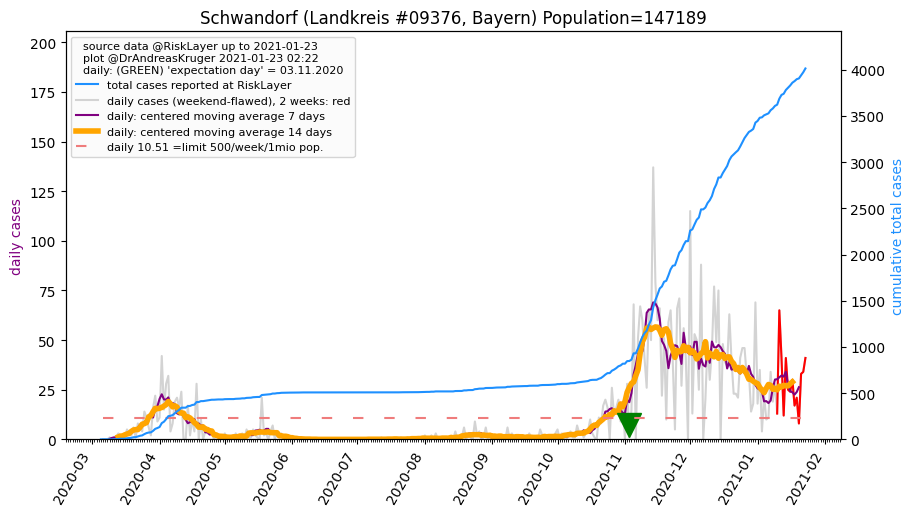 Schwandorf (Landkreis #09376, Bayern) Population=147189
source data @RiskLayer up to 2021-01-23
plot @DrAndreasKruger 2021-01-23 02:22
daily: (GREEN) 'expectation day' = 03.11.2020
total cases reported at RiskLayer
daily cases (weekend-flawed), 2 weeks: red
daily: centered moving average 7 days
daily: centered moving average 14 days
daily 10.51 =limit 500/week/1mio pop.
daily cases
200
175
150
125
100
75
50
25
0
cumulative total cases
4000
3500
3000
2500
2000
1500
1000
500
0
2020-03
2020-04
2020-05
2020-06
2020-07
2020-08
2020-09
2020-10
2020-11
2020-12
2021-01
2021-02